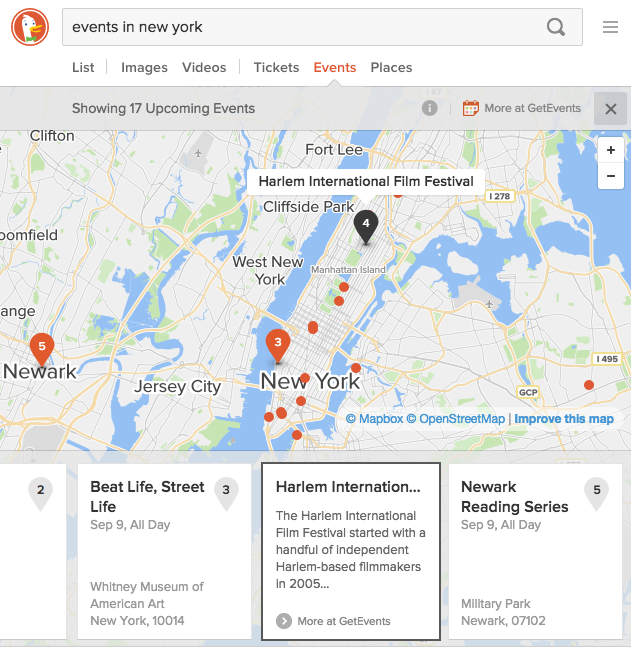 events in new york
List Images Videos Tickets Events Places
Showing 17 Upcoming Events
More at GetEvents
I 87
Clifton
Fort Lee
+
Harlem International Film Festival
−
I 278
Cliffside Park
4
oomfield
West New
York
Manhattan Island
ange
5
3
I 495
Newark
New York
Jersey City
GCP
© Mapbox © OpenStreetMap | Improve this map
2
Beat Life, Street
Life
3
Sep 9, All Day
Whitney Museum of
American Art
New York, 10014
Harlem Internation...
The Harlem International
Film Festival started with a
handful of independent
Harlem-based filmmakers
in 2005...
More at GetEvents
Newark
Reading Series
5
Sep 9, All Day
Military Park
Newark, 07102